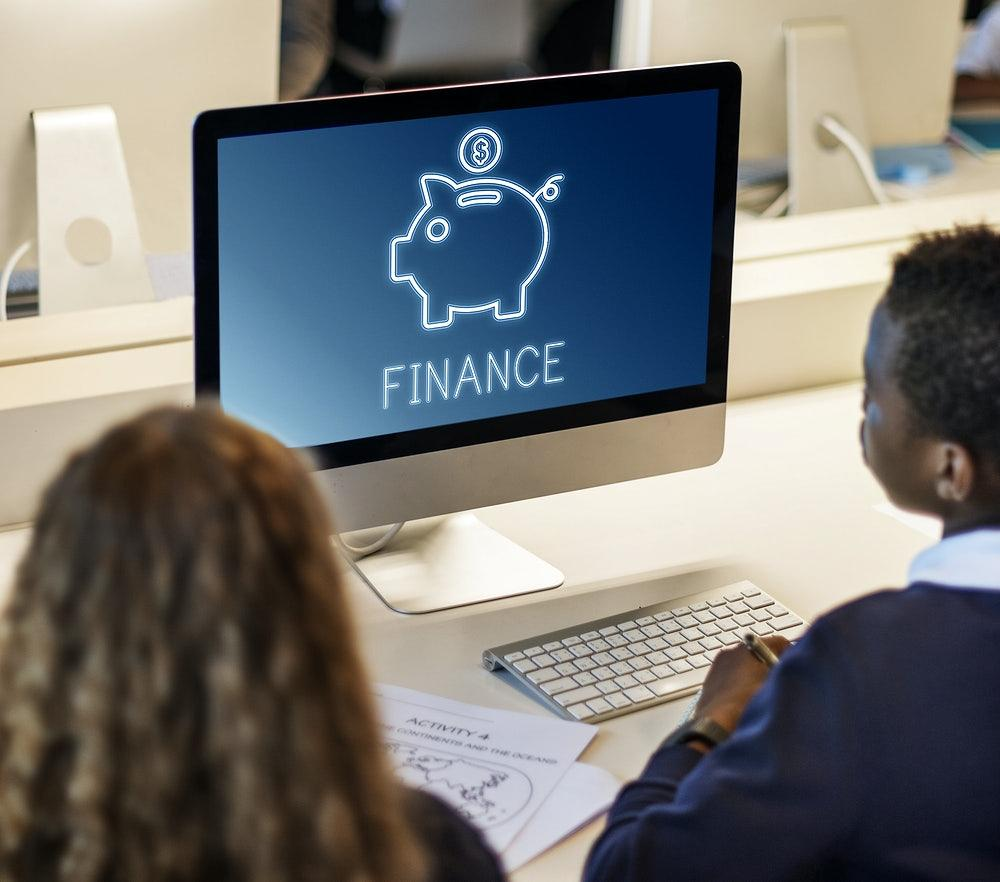 $
FINANCE
ACTIVITY 4
CONTINENTS AND THE OCEANS